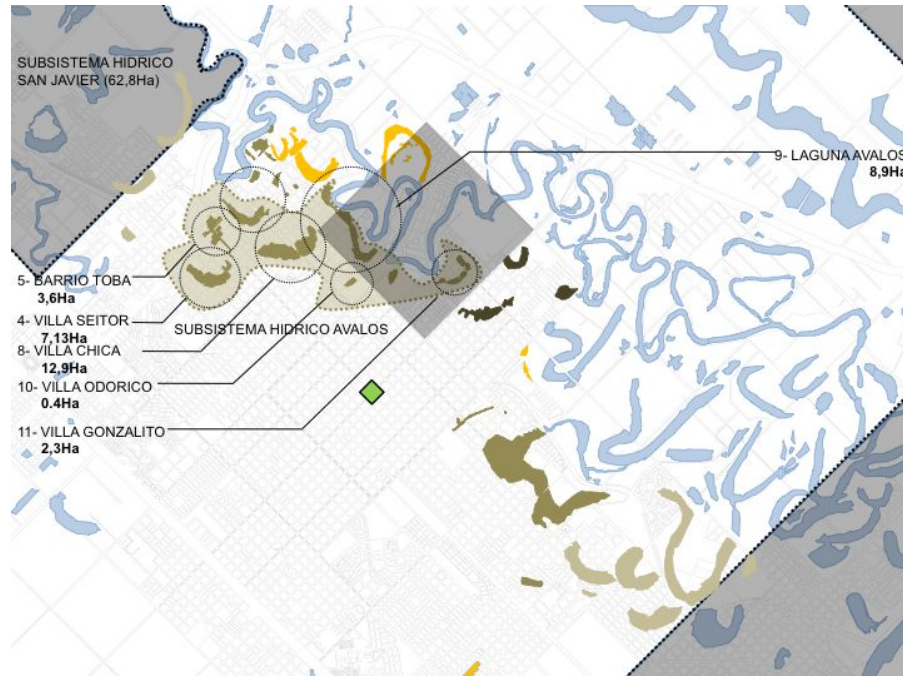 SUBSISTEMA HIDRICO
SAN JAVIER (62,8Ha)
9- LAGUNA AVALOS
8,9Ha
5- BARRIO TOBA
3,6Ha
4- VILLA SEITOR
7,13Ha
SUBSISTEMA HIDRICO AVALOS
8- VILLA CHICA
12,9Ha
10- VILLA ODORICO
0.4Ha
11- VILLA GONZALITO
2,3Ha